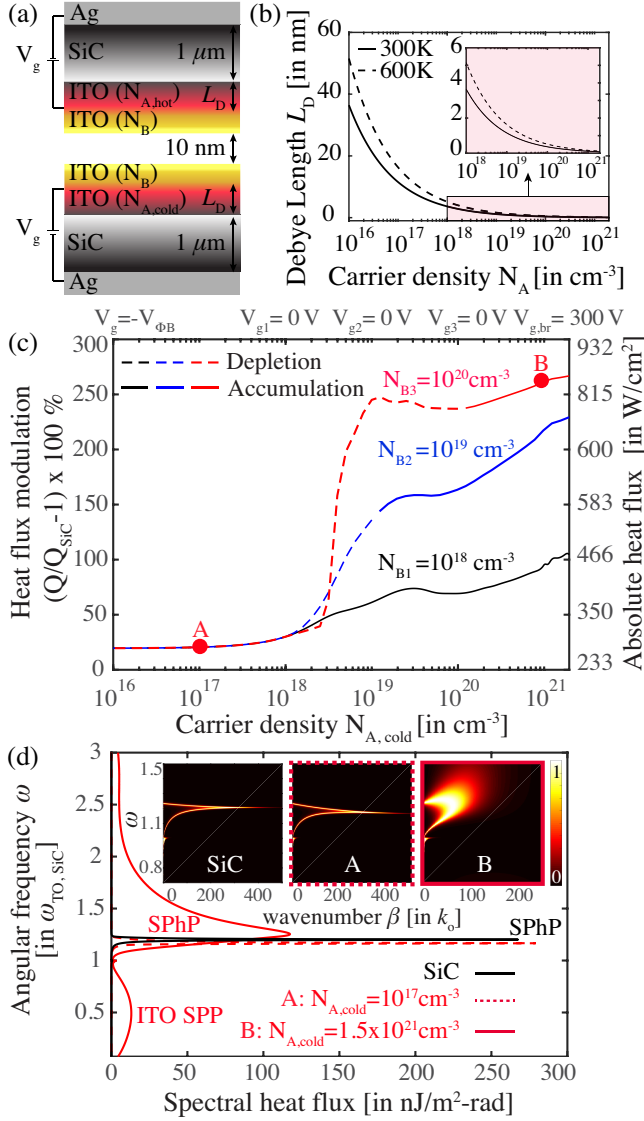 (a)
Ag
SiC
1 μm
V_g
ITO (N_A,hot)
L_D
ITO (N_B)
10 nm
ITO (N_B)
ITO (N_A,cold)
L_D
V_g
SiC
1 μm
Ag
(b)
Debye Length L_D [in nm]
60
40
20
0
300K
600K
6
4
2
0
10^18 10^19 10^20 10^21
10^16 10^17 10^18 10^19 10^20 10^21
Carrier density N_A [in cm^-3]
V_g=-V_ΦB V_g1=0 V V_g2=0 V V_g3=0 V V_g,br=300 V
(c)
Heat flux modulation
(Q/Q_SiC-1) x 100 %
300
250
200
150
100
50
0
Depletion
Accumulation
N_B3=10^20cm^-3
B
N_B2=10^19 cm^-3
N_B1=10^18 cm^-3
A
932
815
700
583
466
350
233
Absolute heat flux [in W/cm^2]
10^16 10^17 10^18 10^19 10^20 10^21
Carrier density N_A, cold [in cm^-3]
(d)
Angular frequency ω
[in ω_TO, SiC]
3
2.5
2
1.5
1
0.5
1.5
1.1
0.8
ω
SiC
A
B
1
0
0 200 400
0 200 400
0 200
wavenumber β [in k_o]
SPhP
SPhP
SiC
A: N_A,cold=10^17cm^-3
B: N_A,cold=1.5x10^21cm^-3
ITO SPP
0 50 100 150 200 250 300
Spectral heat flux [in nJ/m^2-rad]